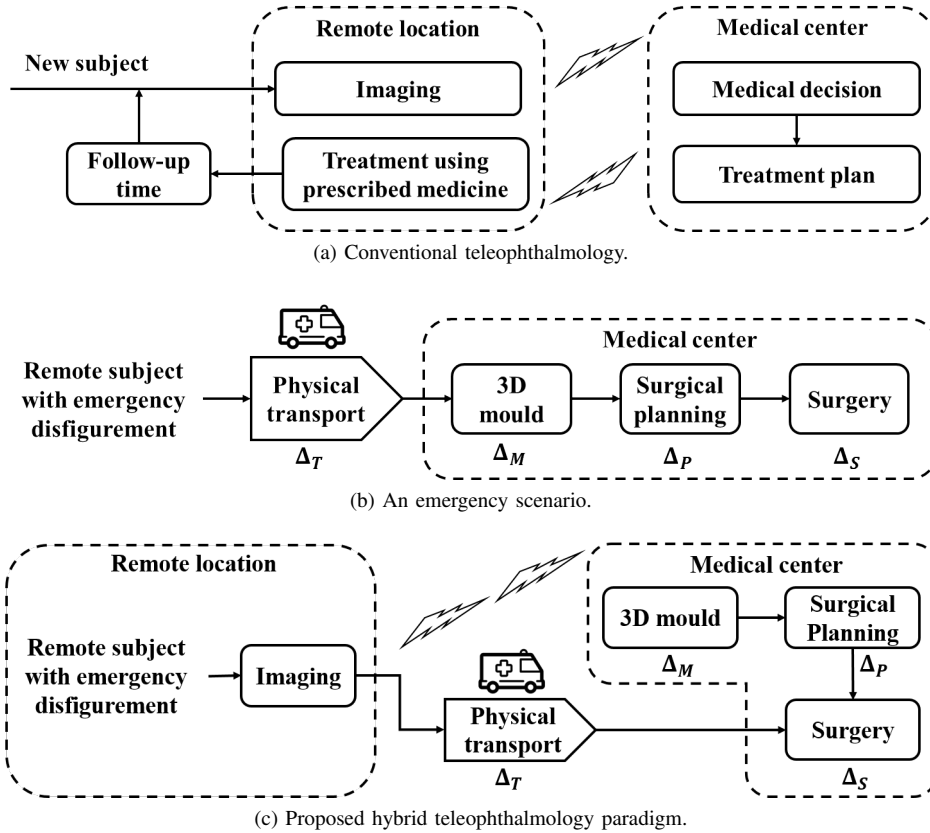 Remote location
Medical center
New subject
Imaging
Medical decision
Follow-up
time
Treatment using
prescribed medicine
Treatment plan
(a) Conventional teleophthalmology.
Medical center
Remote subject
with emergency
disfigurement
Physical
transport
3D
mould
Surgical
planning
Surgery
Δ_T
Δ_M
Δ_P
Δ_S
(b) An emergency scenario.
Remote location
Medical center
Remote subject
with emergency
disfigurement
Imaging
Physical
transport
Δ_T
3D mould
Δ_M
Surgical
Planning
Δ_P
Surgery
Δ_S
(c) Proposed hybrid teleophthalmology paradigm.